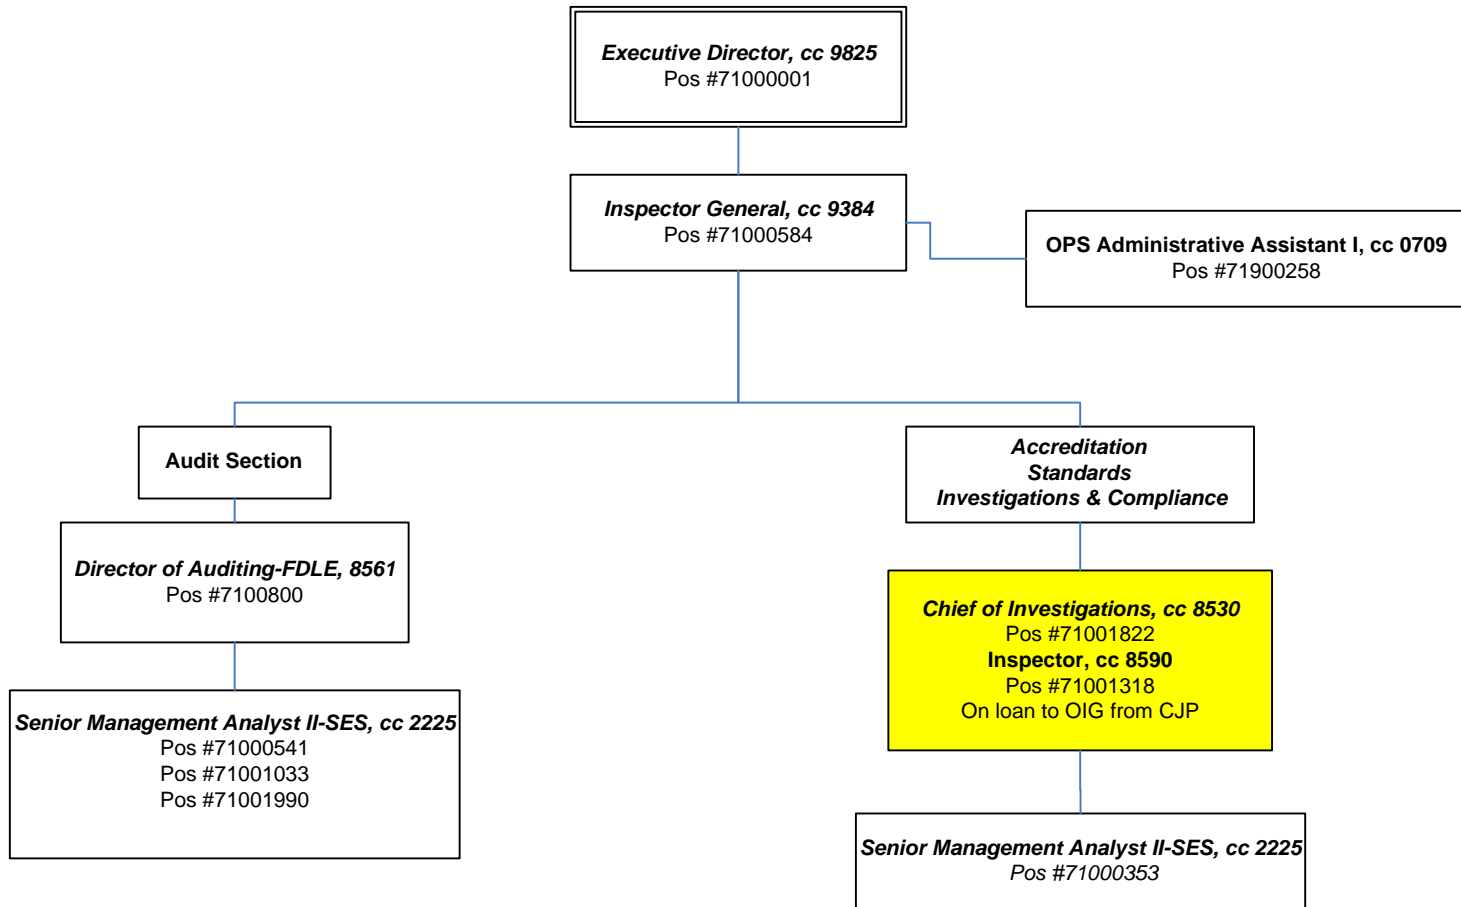 Executive Director, cc 9825
Pos #71000001
Inspector General, cc 9384
Pos #71000584
OPS Administrative Assistant I, cc 0709
Pos #71900258
Audit Section
Director of Auditing-FDLE, 8561
Pos #7100800
Senior Management Analyst II-SES, cc 2225
Pos #71000541
Pos #71001033
Pos #71001990
Accreditation
Standards
Investigations & Compliance
Chief of Investigations, cc 8530
Pos #71001822
Inspector, cc 8590
Pos #71001318
On loan to OIG from CJP
Senior Management Analyst II-SES, cc 2225
Pos #71000353